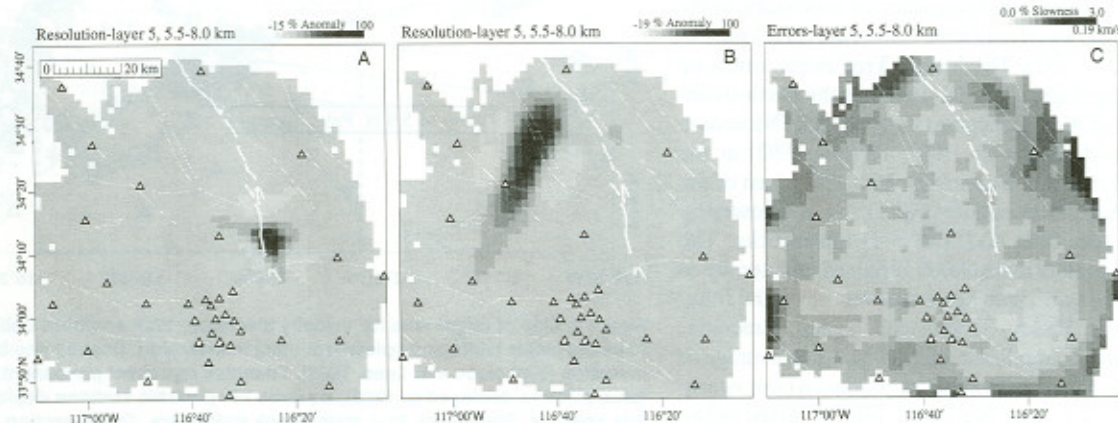 -15 % Anomaly 100
Resolution-layer 5, 5.5-8.0 km
A
0 20 km
34°40'
34°30'
34°20'
34°10'
34°00'
33°50'
117°00'W 116°40' 116°20'
-19 % Anomaly 100
Resolution-layer 5, 5.5-8.0 km
B
117°00'W 116°40' 116°20'
0.0 % Slowness 3.0
0.19 km/s
Errors-layer 5, 5.5-8.0 km
C
117°00'W 116°40' 116°20'